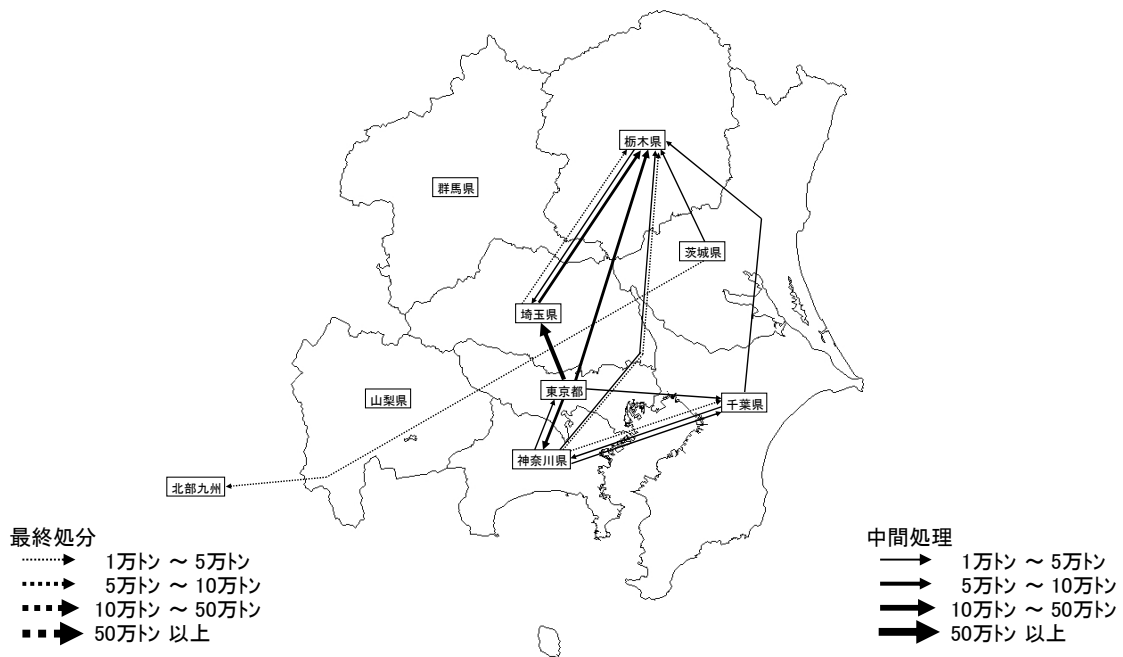 栃木県
群馬県
茨城県
埼玉県
東京都
山梨県
千葉県
神奈川県
北部九州
最終処分
1万トン ～ 5万トン
5万トン ～ 10万トン
10万トン ～ 50万トン
50万トン 以上
中間処理
1万トン ～ 5万トン
5万トン ～ 10万トン
10万トン ～ 50万トン
50万トン 以上